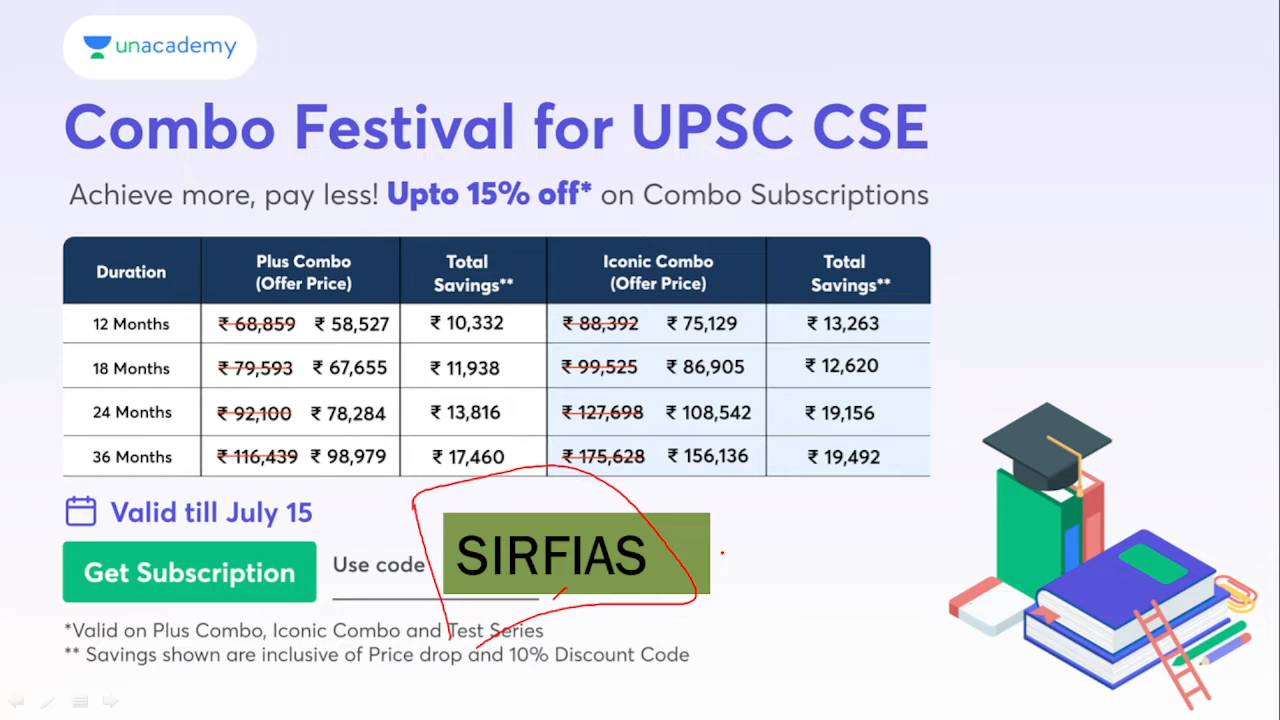 unacademy
Combo Festival for UPSC CSE
Achieve more, pay less! Upto 15% off* on Combo Subscriptions
Duration Plus Combo (Offer Price) Total Savings** Iconic Combo (Offer Price) Total Savings**
12 Months ₹ 68,859 ₹ 58,527 ₹ 10,332 ₹ 88,392 ₹ 75,129 ₹ 13,263
18 Months ₹ 79,593 ₹ 67,655 ₹ 11,938 ₹ 99,525 ₹ 86,905 ₹ 12,620
24 Months ₹ 92,100 ₹ 78,284 ₹ 13,816 ₹ 127,698 ₹ 108,542 ₹ 19,156
36 Months ₹ 116,439 ₹ 98,979 ₹ 17,460 ₹ 175,628 ₹ 156,136 ₹ 19,492
Valid till July 15
Get Subscription Use code SIRFIAS
*Valid on Plus Combo, Iconic Combo and Test Series
** Savings shown are inclusive of Price drop and 10% Discount Code